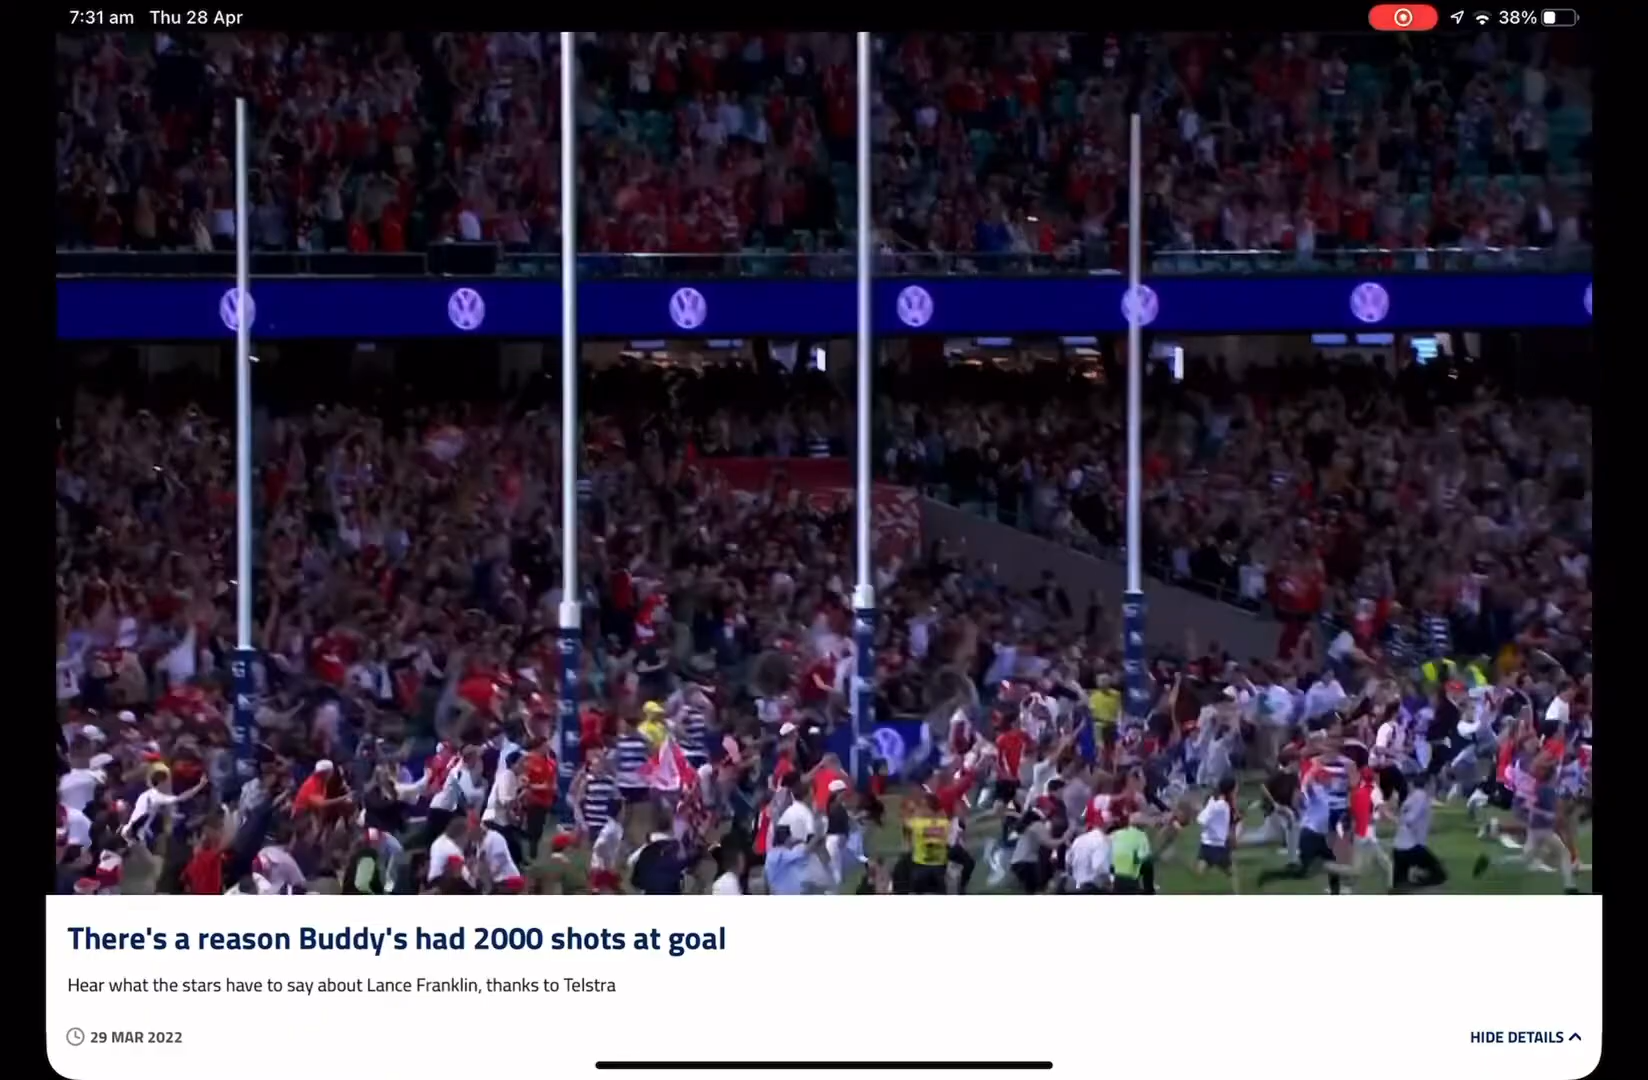 7:31 am Thu 28 Apr
38%
There's a reason Buddy's had 2000 shots at goal
Hear what the stars have to say about Lance Franklin, thanks to Telstra
29 MAR 2022
HIDE DETAILS